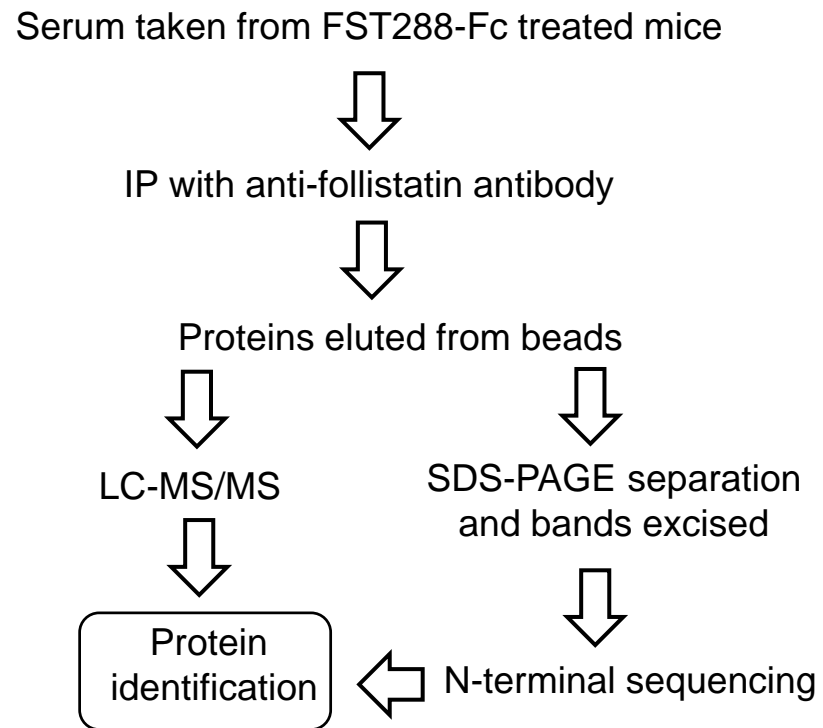 Serum taken from FST288-Fc treated mice
IP with anti-follistatin antibody
Proteins eluted from beads
LC-MS/MS
SDS-PAGE separation
and bands excised
Protein
identification
N-terminal sequencing